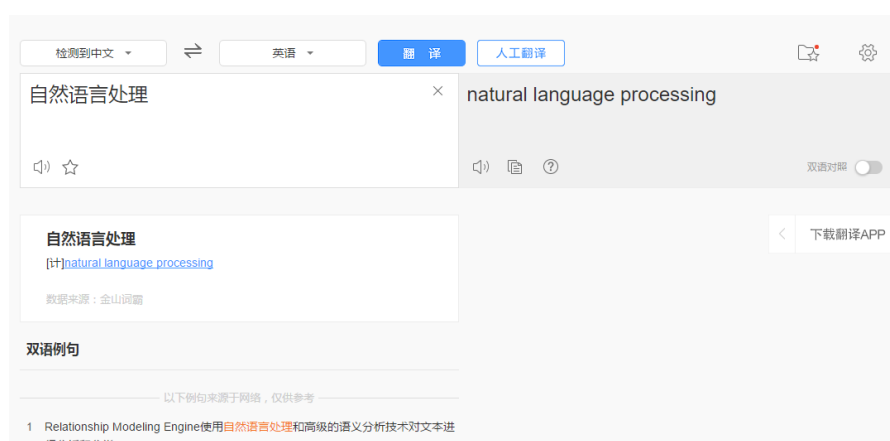 检测到中文
英语
翻 译
人工翻译
自然语言处理
natural language processing
双语对照
自然语言处理
[计]natural language processing
数据来源：金山词霸
下载翻译APP
双语例句
以下例句来源于网络，仅供参考
1 Relationship Modeling Engine使用自然语言处理和高级的语义分析技术对文本进